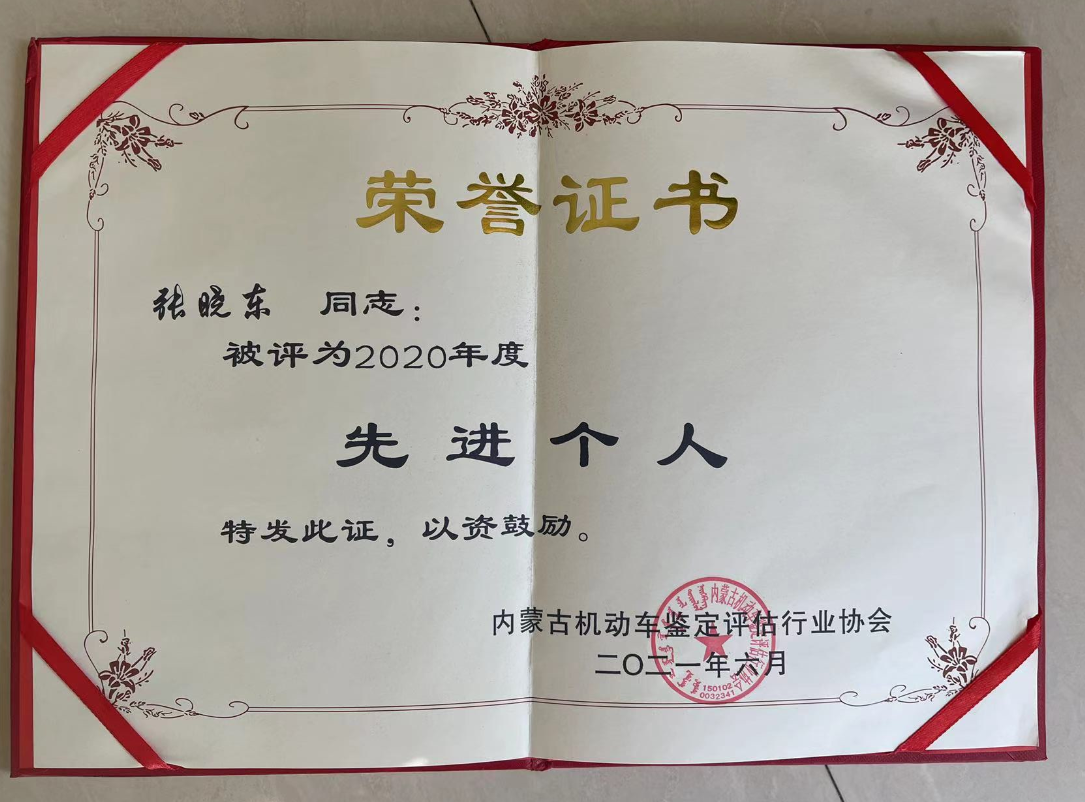 荣誉证书
张晓东 同志：
被评为2020年度
先进个人
特发此证，以资鼓励。
内蒙古机动车鉴定评估行业协会
二〇二一年六月
150102
0032341